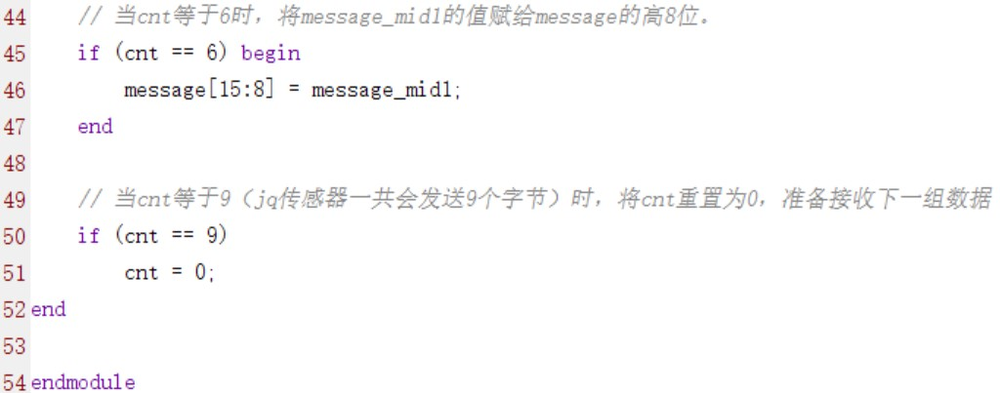 44 // 当cnt等于6时，将message_mid1的值赋给message的高8位。
45 if (cnt == 6) begin
46 message[15:8] = message_mid1;
47 end
48
49 // 当cnt等于9（jq传感器一共会发送9个字节）时，将cnt重置为0，准备接收下一组数据
50 if (cnt == 9)
51 cnt = 0;
52 end
53
54 endmodule